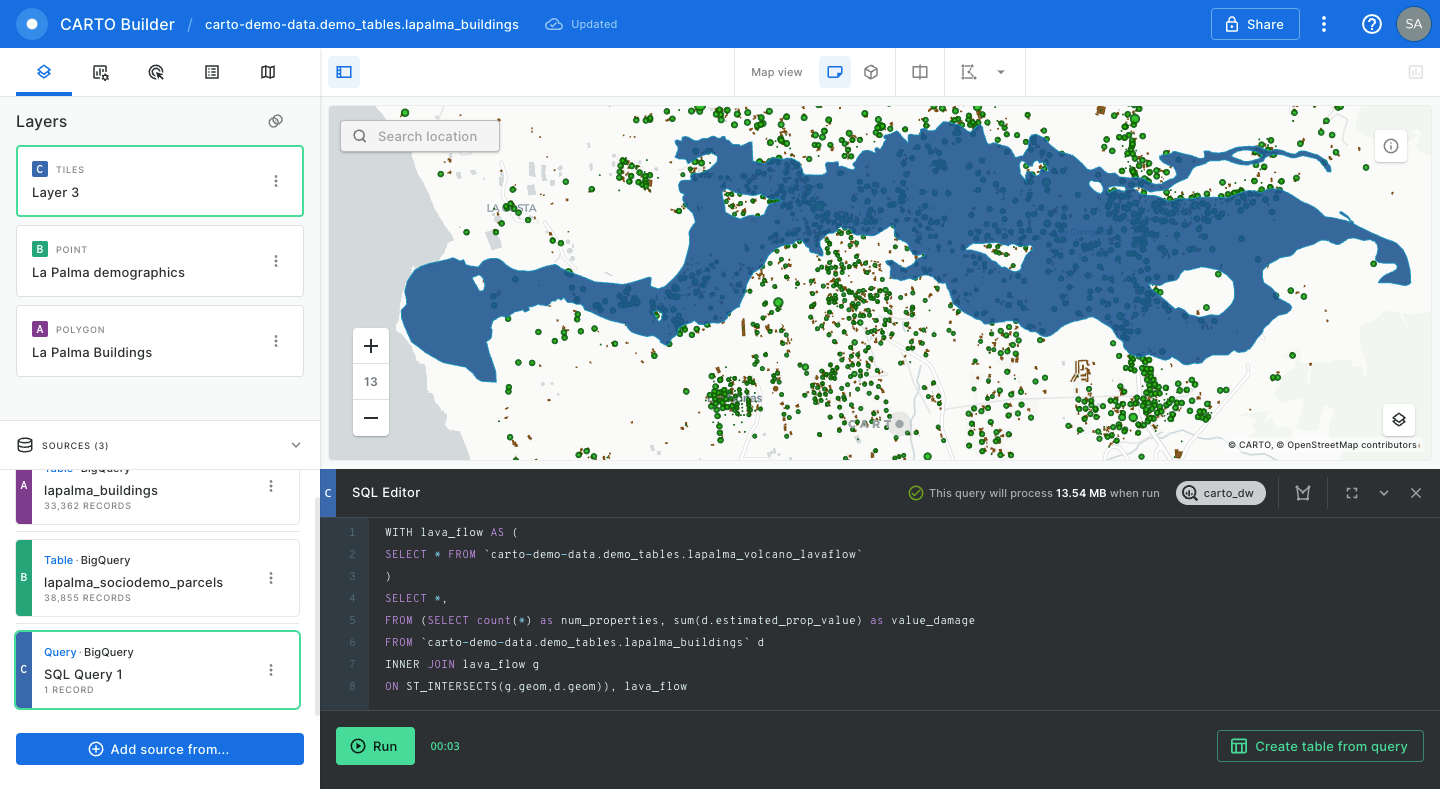 CARTO Builder / carto-demo-data.demo_tables.lapalma_buildings Updated
Share
SA
Map view
Layers
C TILES
Layer 3
B POINT
La Palma demographics
A POLYGON
La Palma Buildings
SOURCES (3)
Table · BigQuery
A
lapalma_buildings
33,362 RECORDS
Table · BigQuery
B
lapalma_sociodemo_parcels
38,855 RECORDS
Query · BigQuery
C
SQL Query 1
1 RECORD
Add source from...
Search location
LA COSTA
13
CARTO
© CARTO, © OpenStreetMap contributors
C
SQL Editor
This query will process 13.54 MB when run
carto_dw
1 WITH lava_flow AS (
2 SELECT * FROM `carto-demo-data.demo_tables.lapalma_volcano_lavaflow`
3 )
4 SELECT *,
5 FROM (SELECT count(*) as num_properties, sum(d.estimated_prop_value) as value_damage
6 FROM `carto-demo-data.demo_tables.lapalma_buildings` d
7 INNER JOIN lava_flow g
8 ON ST_INTERSECTS(g.geom,d.geom)), lava_flow
Run
00:03
Create table from query